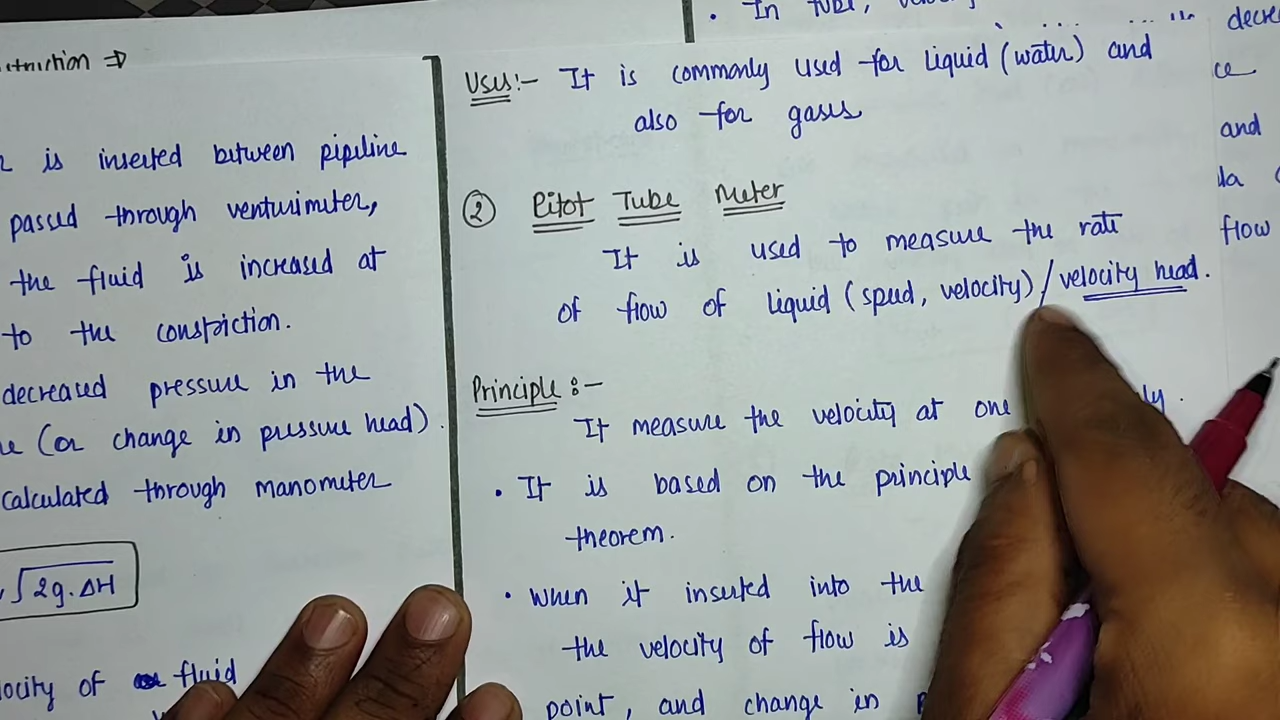 struction ⇒
is inserted between pipeline
passed through venturimeter,
the fluid is increased at
to the constriction.
decreased pressure in the
(or change in pressure head).
calculated through manometer
√2g.ΔH
locity of fluid
• In
Uses:- It is commonly used for liquid (water) and
also for gases
② Pitot Tube Meter
It is used to measure the rate
of flow of liquid (speed, velocity) / velocity head.
Principle :-
It measure the velocity at one
• It is based on the principle
theorem.
• When it inserted into the
the velocity of flow is
point, and change in
decre
ce
and
la
flow